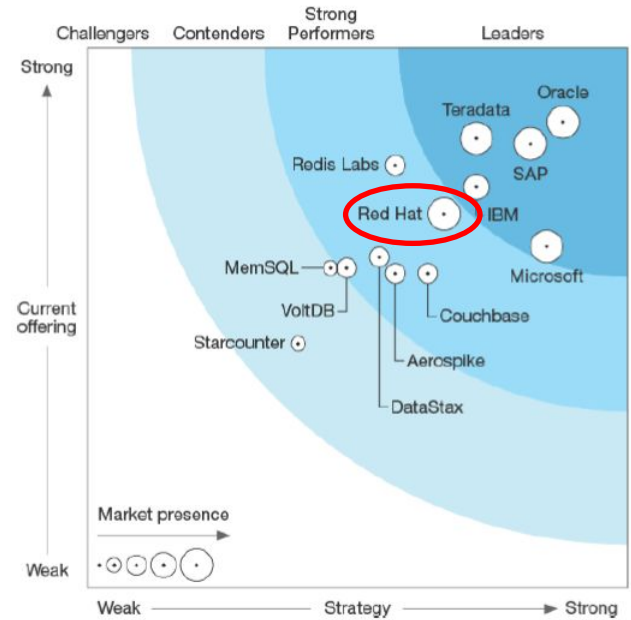 Challengers
Contenders
Strong
Performers
Leaders
Strong
Oracle
Teradata
SAP
Redis Labs
IBM
Red Hat
Microsoft
MemSQL
VoltDB
Couchbase
Current
offering
Starcounter
Aerospike
DataStax
Market presence
Weak
Weak
Strategy
Strong